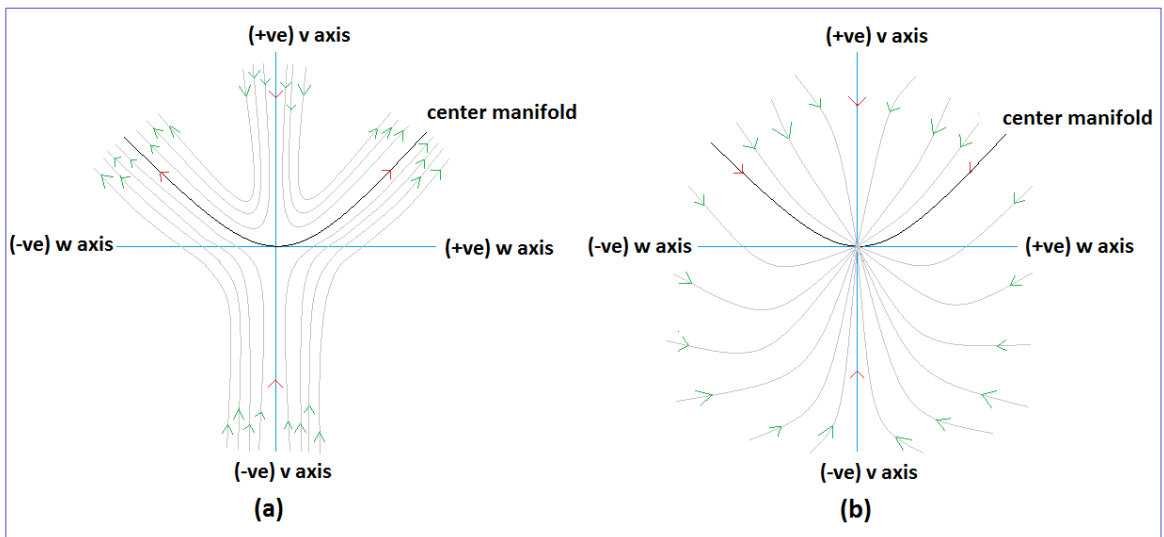 (+ve) v axis
center manifold
(-ve) w axis
(+ve) w axis
(-ve) v axis
(a)
(+ve) v axis
center manifold
(-ve) w axis
(+ve) w axis
(-ve) v axis
(b)